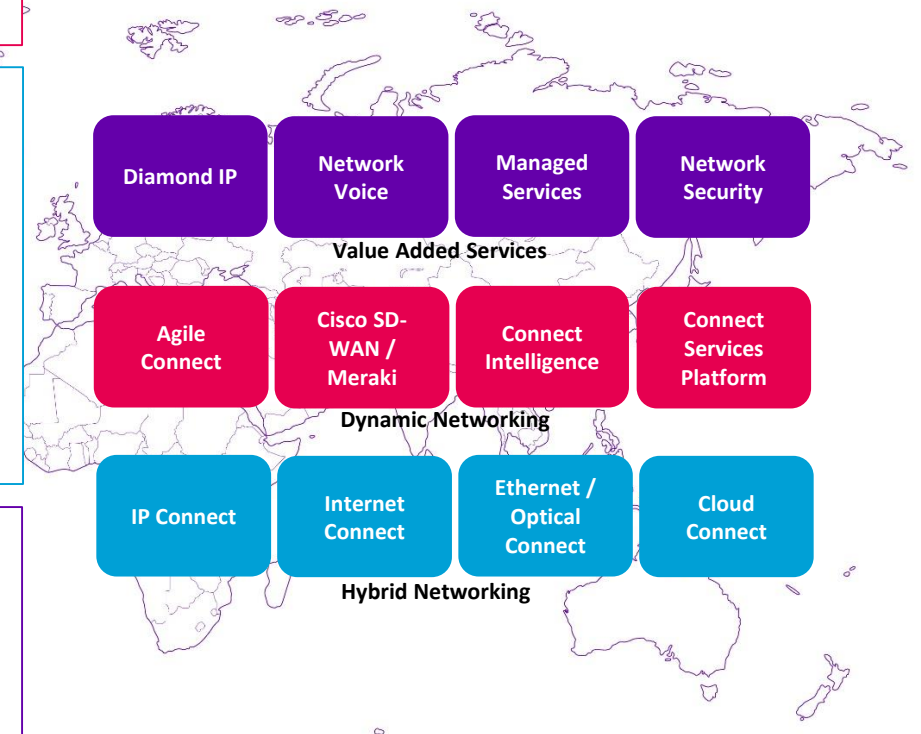 Diamond IP
Network
Voice
Managed
Services
Network
Security
Value Added Services
Agile
Connect
Cisco SD-
WAN /
Meraki
Connect
Intelligence
Connect
Services
Platform
Dynamic Networking
IP Connect
Internet
Connect
Ethernet /
Optical
Connect
Cloud
Connect
Hybrid Networking